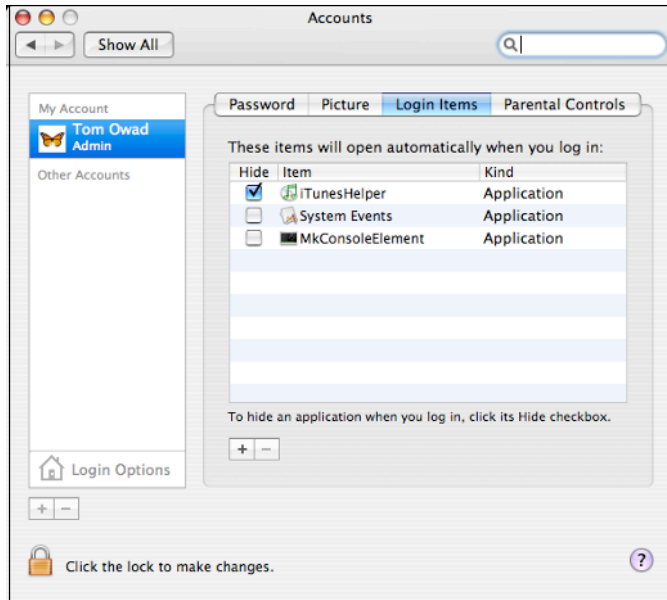 Accounts
Show All
My Account
Tom Owad
Admin
Other Accounts
Login Options
Password Picture Login Items Parental Controls
These items will open automatically when you log in:
Hide Item Kind
iTunesHelper Application
System Events Application
MkConsoleElement Application
To hide an application when you log in, click its Hide checkbox.
+ −
+ −
Click the lock to make changes.
?